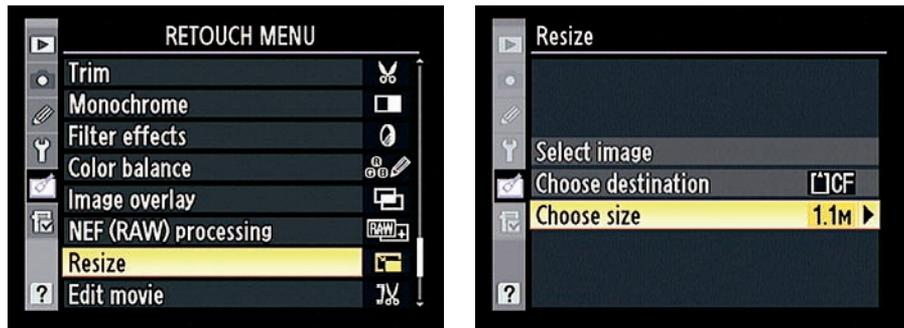 RETOUCH MENU
Trim
Monochrome
Filter effects
Color balance
Image overlay
NEF (RAW) processing RAW+
Resize
? Edit movie
Resize
Select image
Choose destination CF
Choose size 1.1M
?